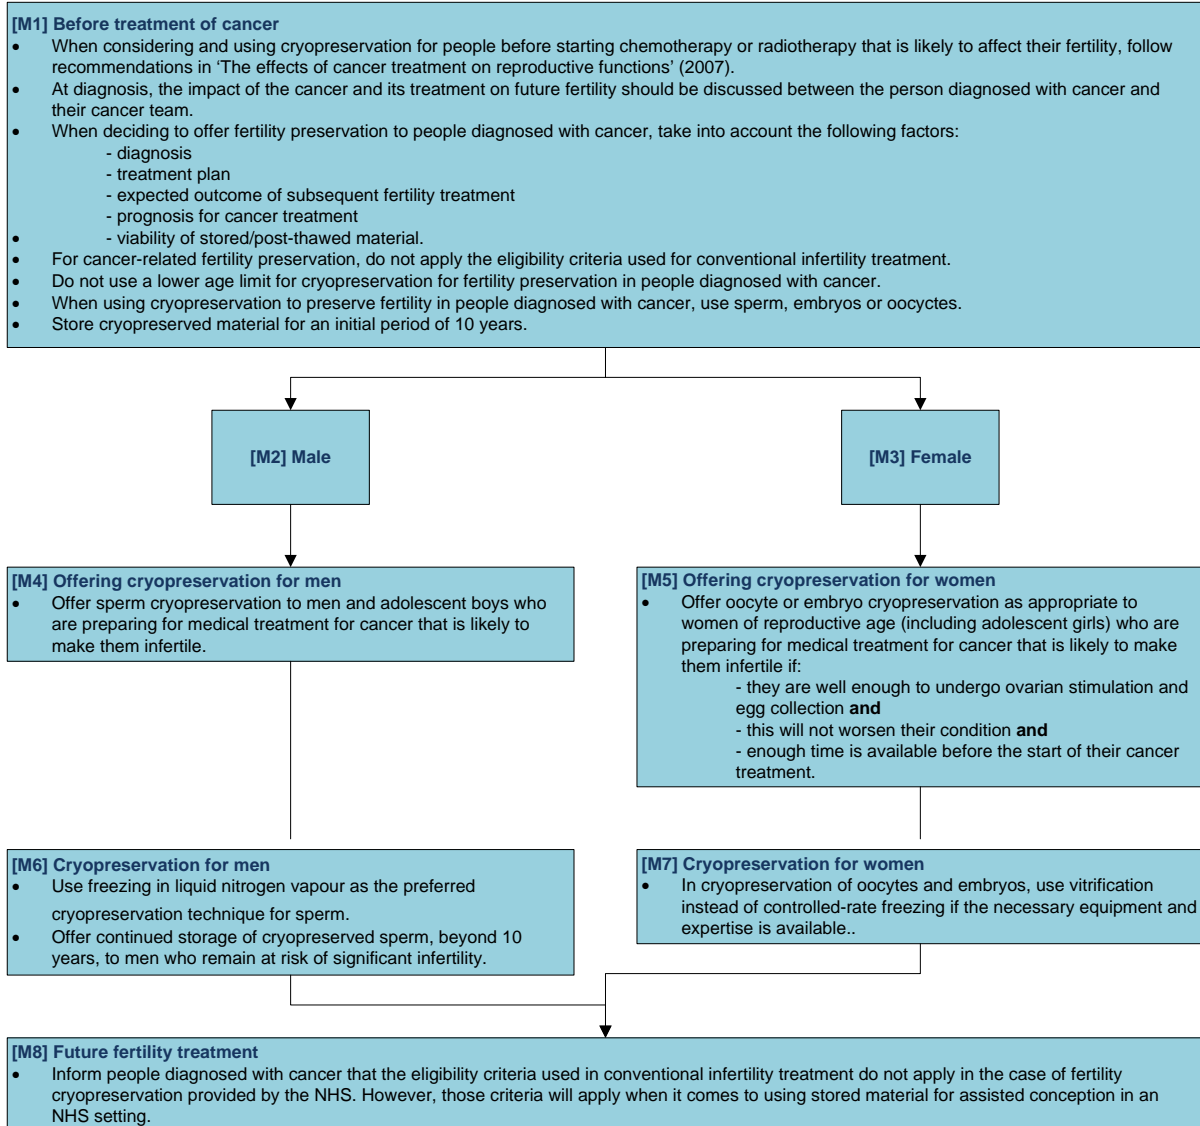 [M1] Before treatment of cancer
• When considering and using cryopreservation for people before starting chemotherapy or radiotherapy that is likely to affect their fertility, follow
recommendations in ‘The effects of cancer treatment on reproductive functions’ (2007).
• At diagnosis, the impact of the cancer and its treatment on future fertility should be discussed between the person diagnosed with cancer and
their cancer team.
• When deciding to offer fertility preservation to people diagnosed with cancer, take into account the following factors:
- diagnosis
- treatment plan
- expected outcome of subsequent fertility treatment
- prognosis for cancer treatment
• - viability of stored/post-thawed material.
• For cancer-related fertility preservation, do not apply the eligibility criteria used for conventional infertility treatment.
• Do not use a lower age limit for cryopreservation for fertility preservation in people diagnosed with cancer.
• When using cryopreservation to preserve fertility in people diagnosed with cancer, use sperm, embryos or oocyctes.
• Store cryopreserved material for an initial period of 10 years.
[M2] Male
[M3] Female
[M4] Offering cryopreservation for men
• Offer sperm cryopreservation to men and adolescent boys who
are preparing for medical treatment for cancer that is likely to
make them infertile.
[M5] Offering cryopreservation for women
• Offer oocyte or embryo cryopreservation as appropriate to
women of reproductive age (including adolescent girls) who are
preparing for medical treatment for cancer that is likely to make
them infertile if:
- they are well enough to undergo ovarian stimulation and
egg collection and
- this will not worsen their condition and
- enough time is available before the start of their cancer
treatment.
[M6] Cryopreservation for men
• Use freezing in liquid nitrogen vapour as the preferred
cryopreservation technique for sperm.
• Offer continued storage of cryopreserved sperm, beyond 10
years, to men who remain at risk of significant infertility.
[M7] Cryopreservation for women
• In cryopreservation of oocytes and embryos, use vitrification
instead of controlled-rate freezing if the necessary equipment and
expertise is available..
[M8] Future fertility treatment
• Inform people diagnosed with cancer that the eligibility criteria used in conventional infertility treatment do not apply in the case of fertility
cryopreservation provided by the NHS. However, those criteria will apply when it comes to using stored material for assisted conception in an
NHS setting.